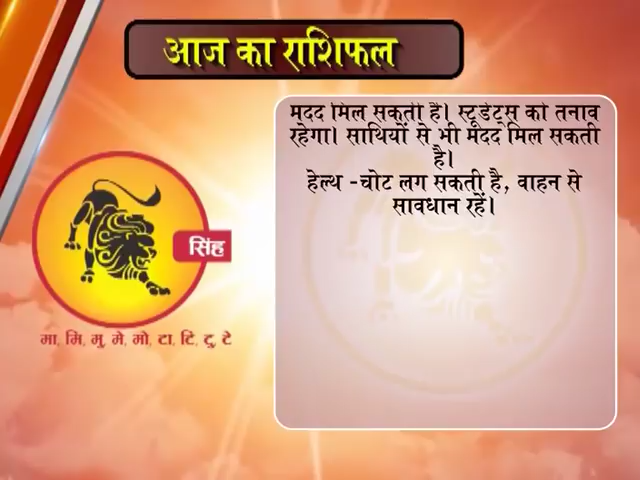 आज का राशिफल
मदद मिल सकती है। स्टूडेंट्स को तनाव
रहेगा। साथियों से भी मदद मिल सकती
है।
हेल्थ -चोट लग सकती है, वाहन से
सावधान रहें।
सिंह
मा, मि, मु, मे, मो, टा, टि, टु, टे